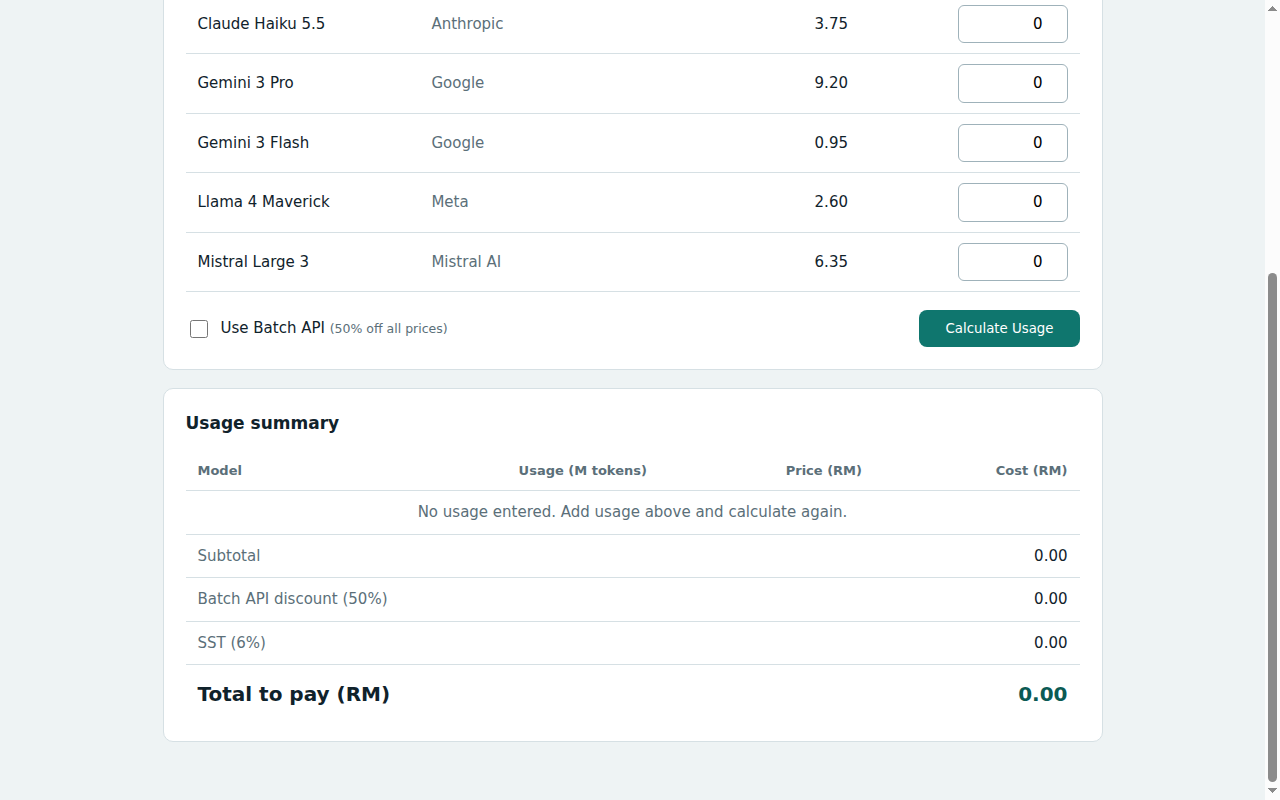 Claude Haiku 5.5 Anthropic 3.75 0
Gemini 3 Pro Google 9.20 0
Gemini 3 Flash Google 0.95 0
Llama 4 Maverick Meta 2.60 0
Mistral Large 3 Mistral AI 6.35 0
Use Batch API (50% off all prices) Calculate Usage
Usage summary
Model Usage (M tokens) Price (RM) Cost (RM)
No usage entered. Add usage above and calculate again.
Subtotal 0.00
Batch API discount (50%) 0.00
SST (6%) 0.00
Total to pay (RM) 0.00